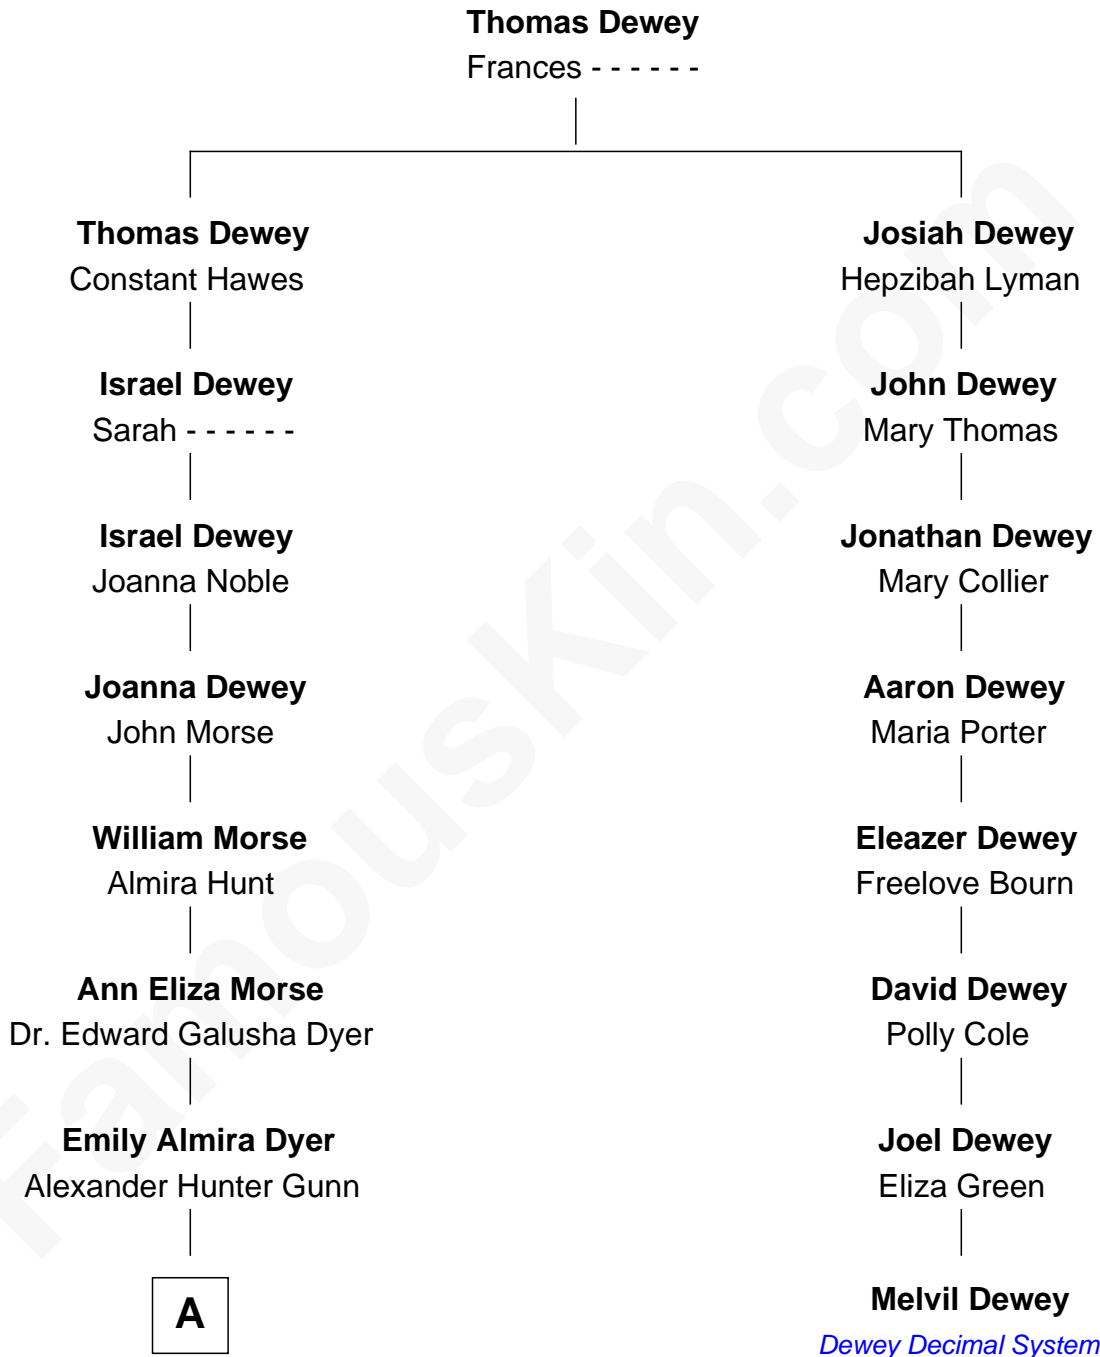 Thomas Dewey
Frances - - - - - -
Thomas Dewey
Constant Hawes
Josiah Dewey
Hepzibah Lyman
Israel Dewey
Sarah - - - - - -
John Dewey
Mary Thomas
Israel Dewey
Joanna Noble
Jonathan Dewey
Mary Collier
Joanna Dewey
John Morse
Aaron Dewey
Maria Porter
William Morse
Almira Hunt
Eleazer Dewey
Freelove Bourn
Ann Eliza Morse
Dr. Edward Galusha Dyer
David Dewey
Polly Cole
Emily Almira Dyer
Alexander Hunter Gunn
Joel Dewey
Eliza Green
A
Melvil Dewey
Dewey Decimal System
FamousKin.com